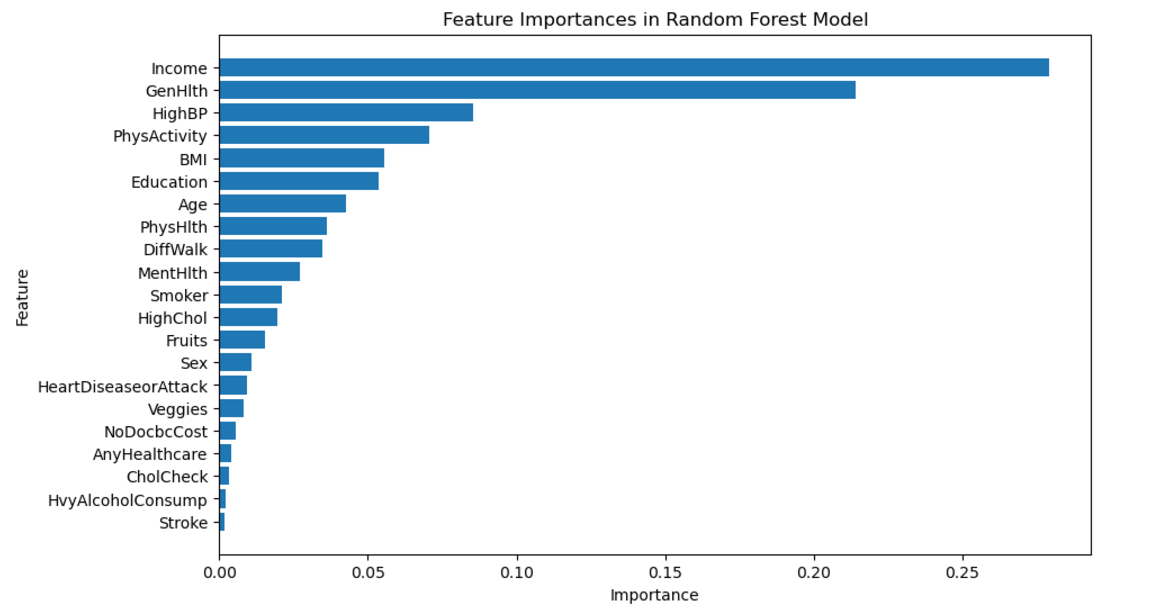 Feature Importances in Random Forest Model
Income
GenHlth
HighBP
PhysActivity
BMI
Education
Age
PhysHlth
DiffWalk
MentHlth
Smoker
HighChol
Fruits
Sex
HeartDiseaseorAttack
Veggies
NoDocbcCost
AnyHealthcare
CholCheck
HvyAlcoholConsump
Stroke
Feature
0.00 0.05 0.10 0.15 0.20 0.25
Importance